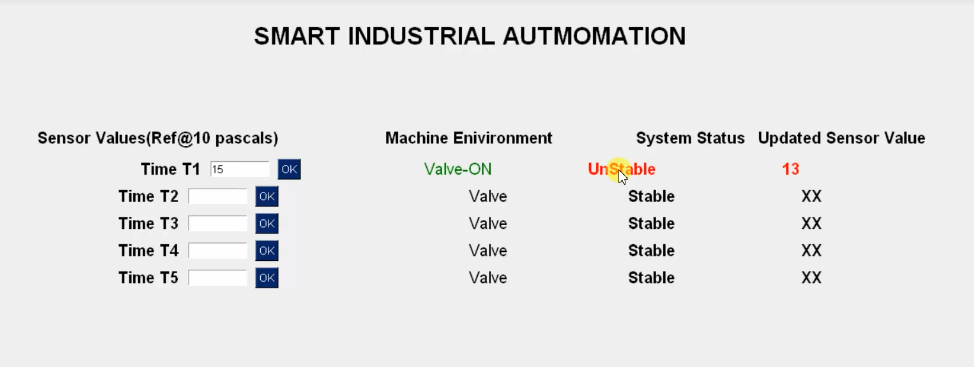 SMART INDUSTRIAL AUTMOMATION
Sensor Values(Ref@10 pascals) Machine Enivironment System Status Updated Sensor Value
Time T1 15 OK Valve-ON UnStable 13
Time T2 OK Valve Stable XX
Time T3 OK Valve Stable XX
Time T4 OK Valve Stable XX
Time T5 OK Valve Stable XX